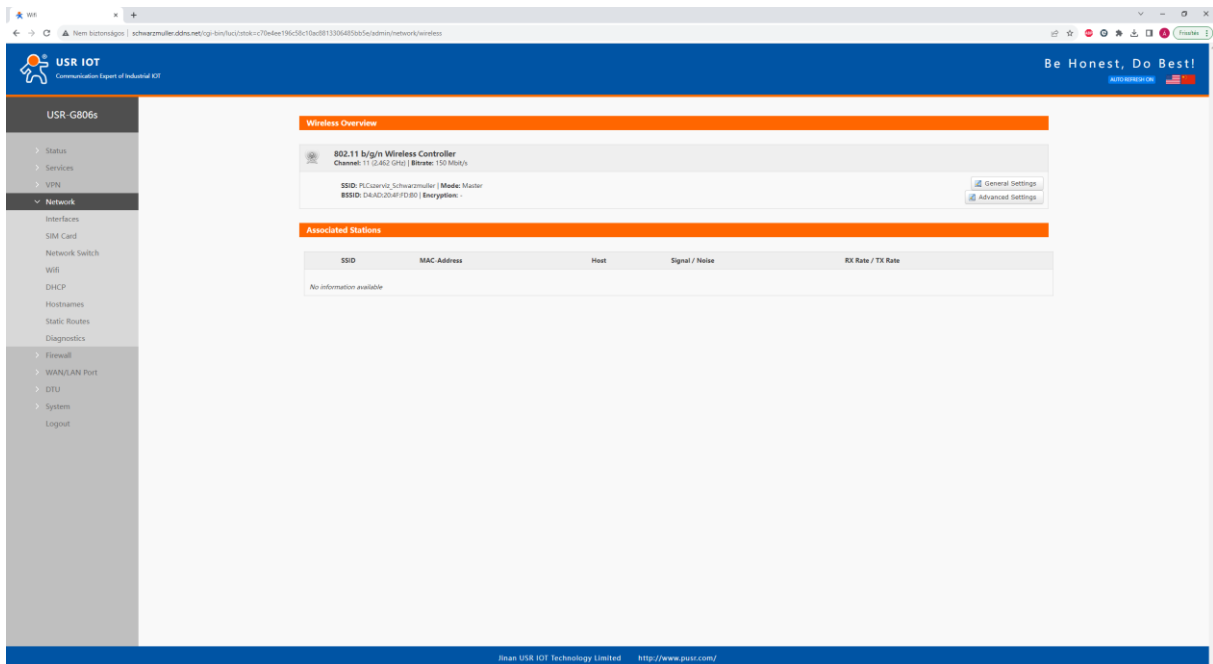 Wifi
Nem biztonságos | schwarzmuller.ddns.net/cgi-bin/luci/;stok=c70e4ee196c58c10ac8813306485bb5e/admin/network/wireless
Frissítés
USR IOT
Communication Expert of Industrial IOT
Be Honest, Do Best!
AUTO REFRESH ON
USR-G806s
Status
Services
VPN
Network
Interfaces
SIM Card
Network Switch
Wifi
DHCP
Hostnames
Static Routes
Diagnostics
Firewall
WAN/LAN Port
DTU
System
Logout
Wireless Overview
802.11 b/g/n Wireless Controller
Channel: 11 (2.462 GHz) | Bitrate: 150 Mbit/s
SSID: PLCszerviz_Schwarzmuller | Mode: Master
BSSID: D4:AD:20:4F:FD:B0 | Encryption: -
General Settings
Advanced Settings
Associated Stations
SSID MAC-Address Host Signal / Noise RX Rate / TX Rate
No information available
Jinan USR IOT Technology Limited http://www.pusr.com/